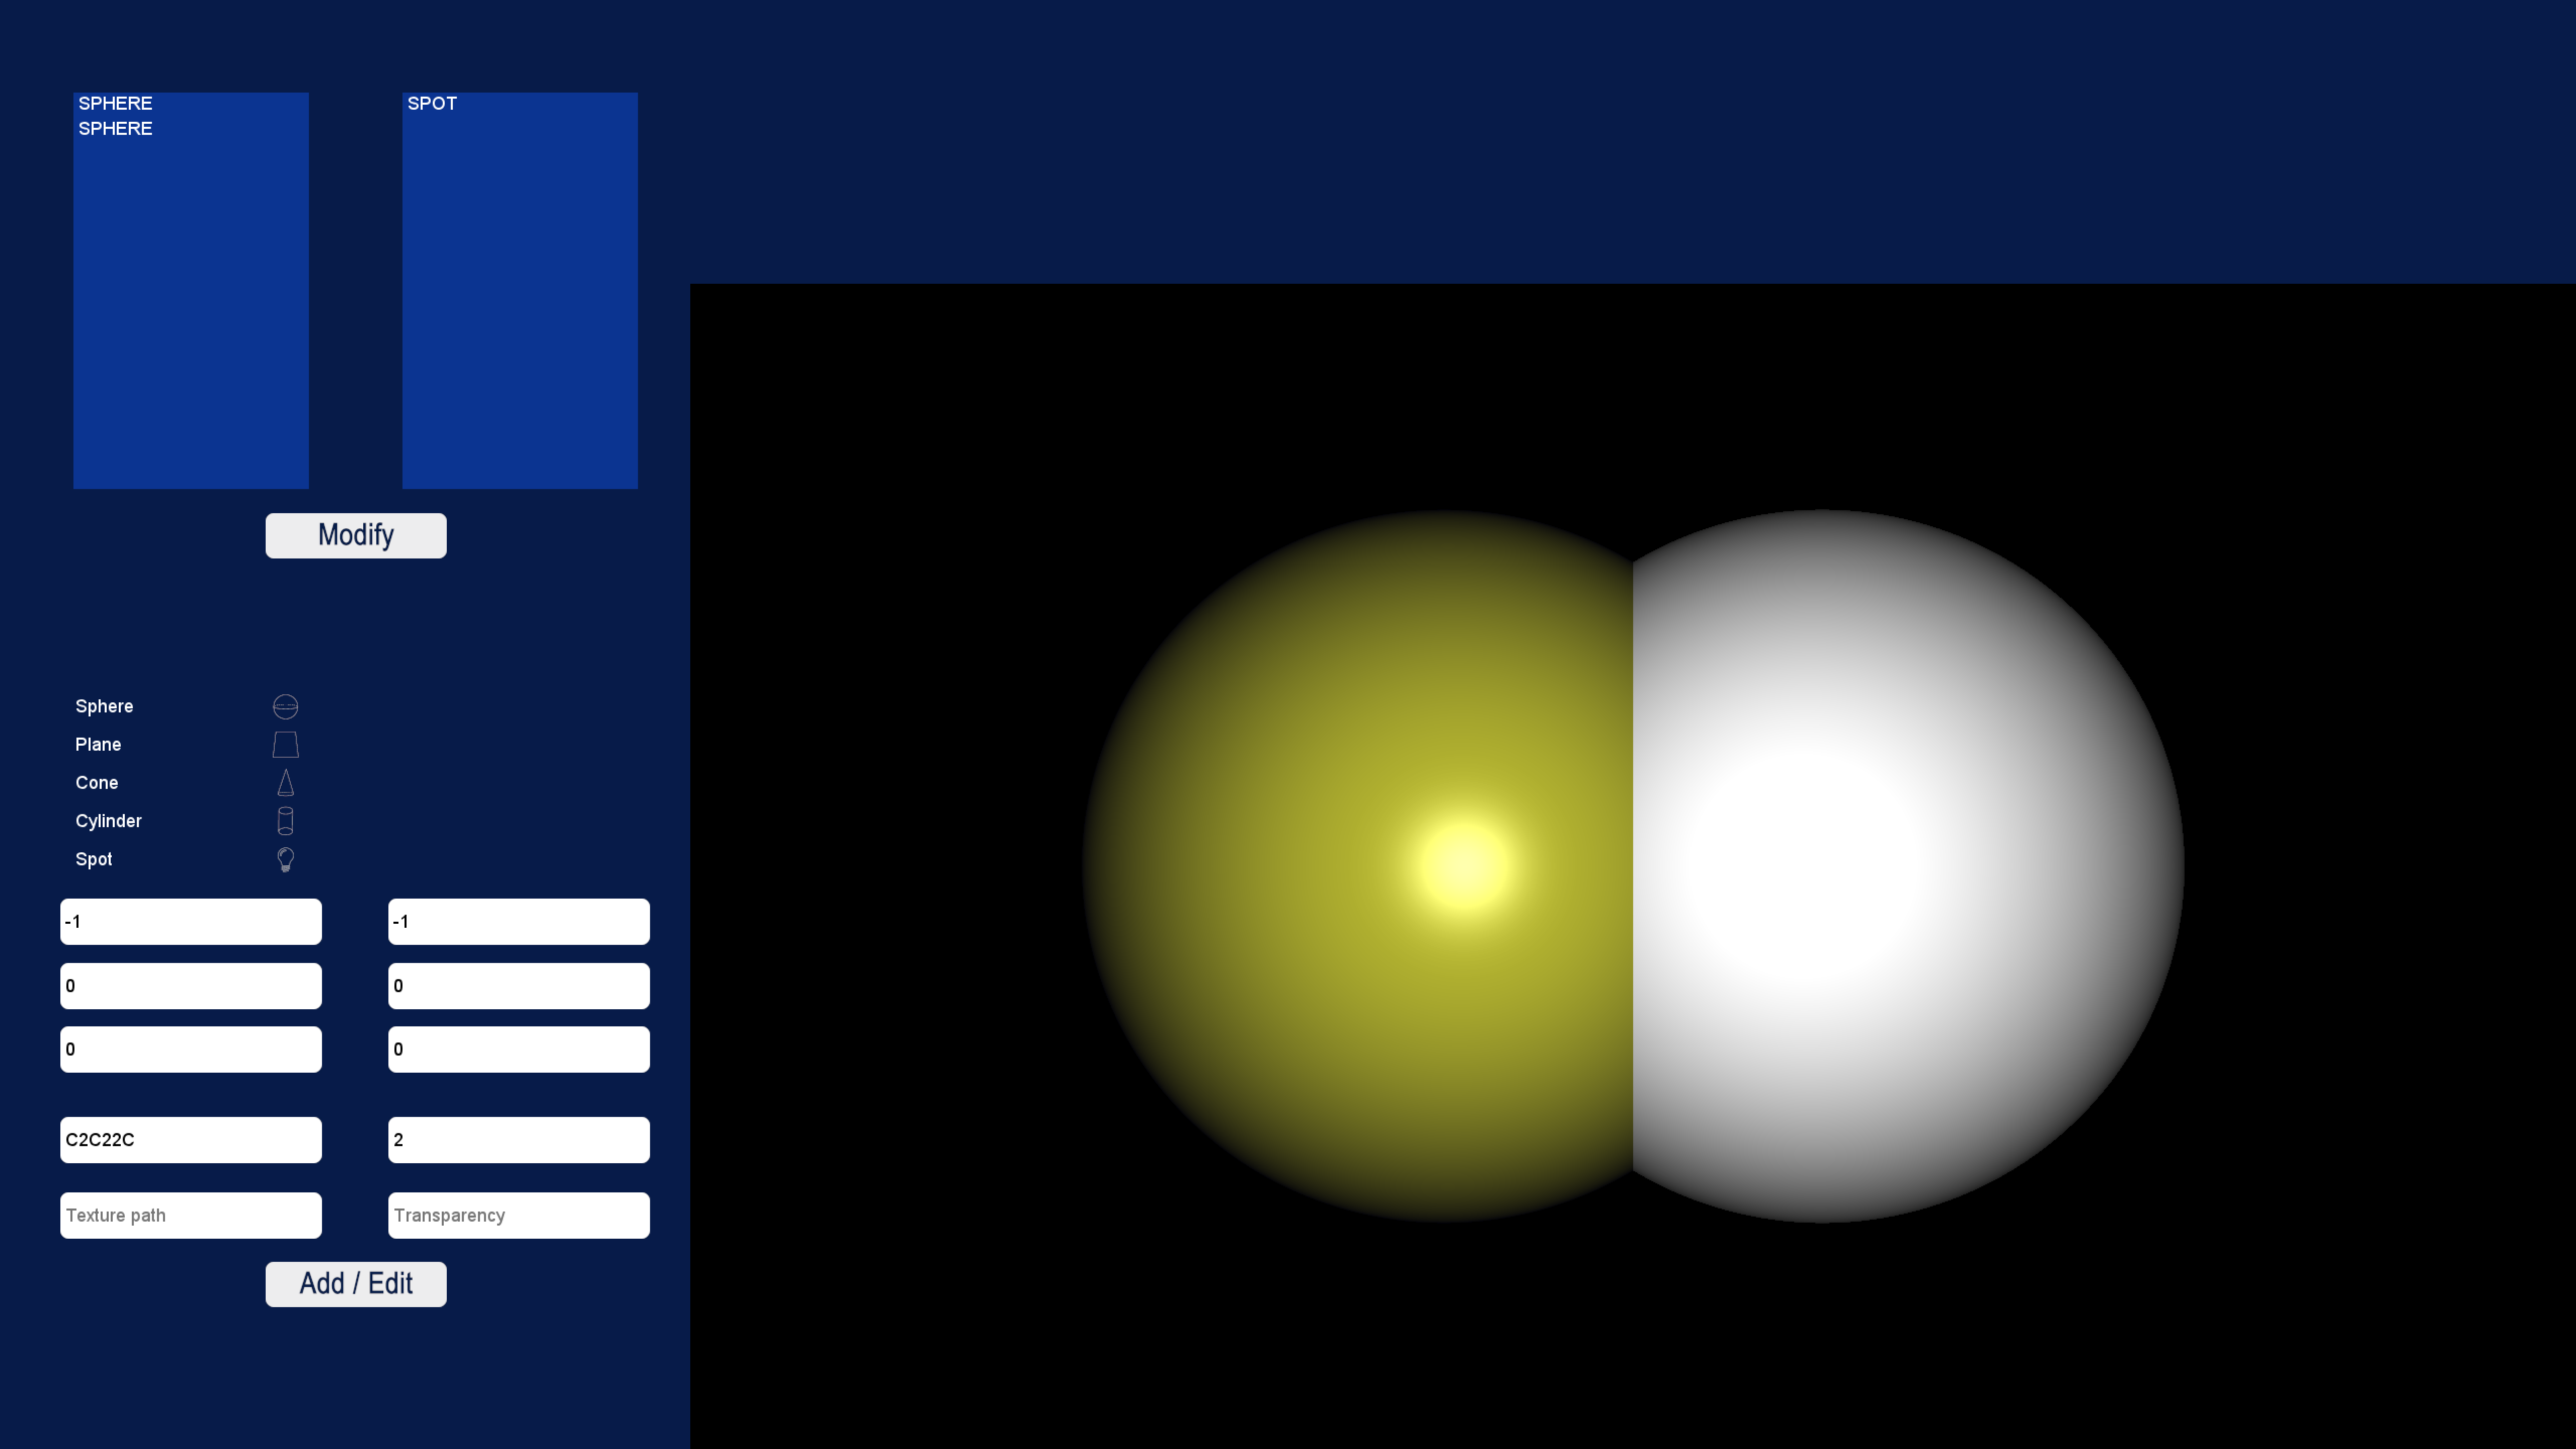 SPHERE
SPHERE
SPOT
Modify
Sphere
Plane
Cone
Cylinder
Spot
-1
-1
0
0
0
0
C2C22C
2
Texture path
Transparency
Add / Edit